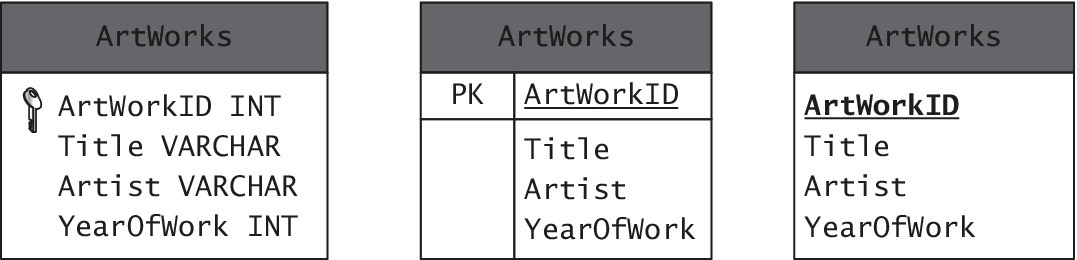 ArtWorks
ArtWorkID INT
Title VARCHAR
Artist VARCHAR
YearOfWork INT
ArtWorks
PK ArtWorkID
Title
Artist
YearOfWork
ArtWorks
ArtWorkID
Title
Artist
YearOfWork